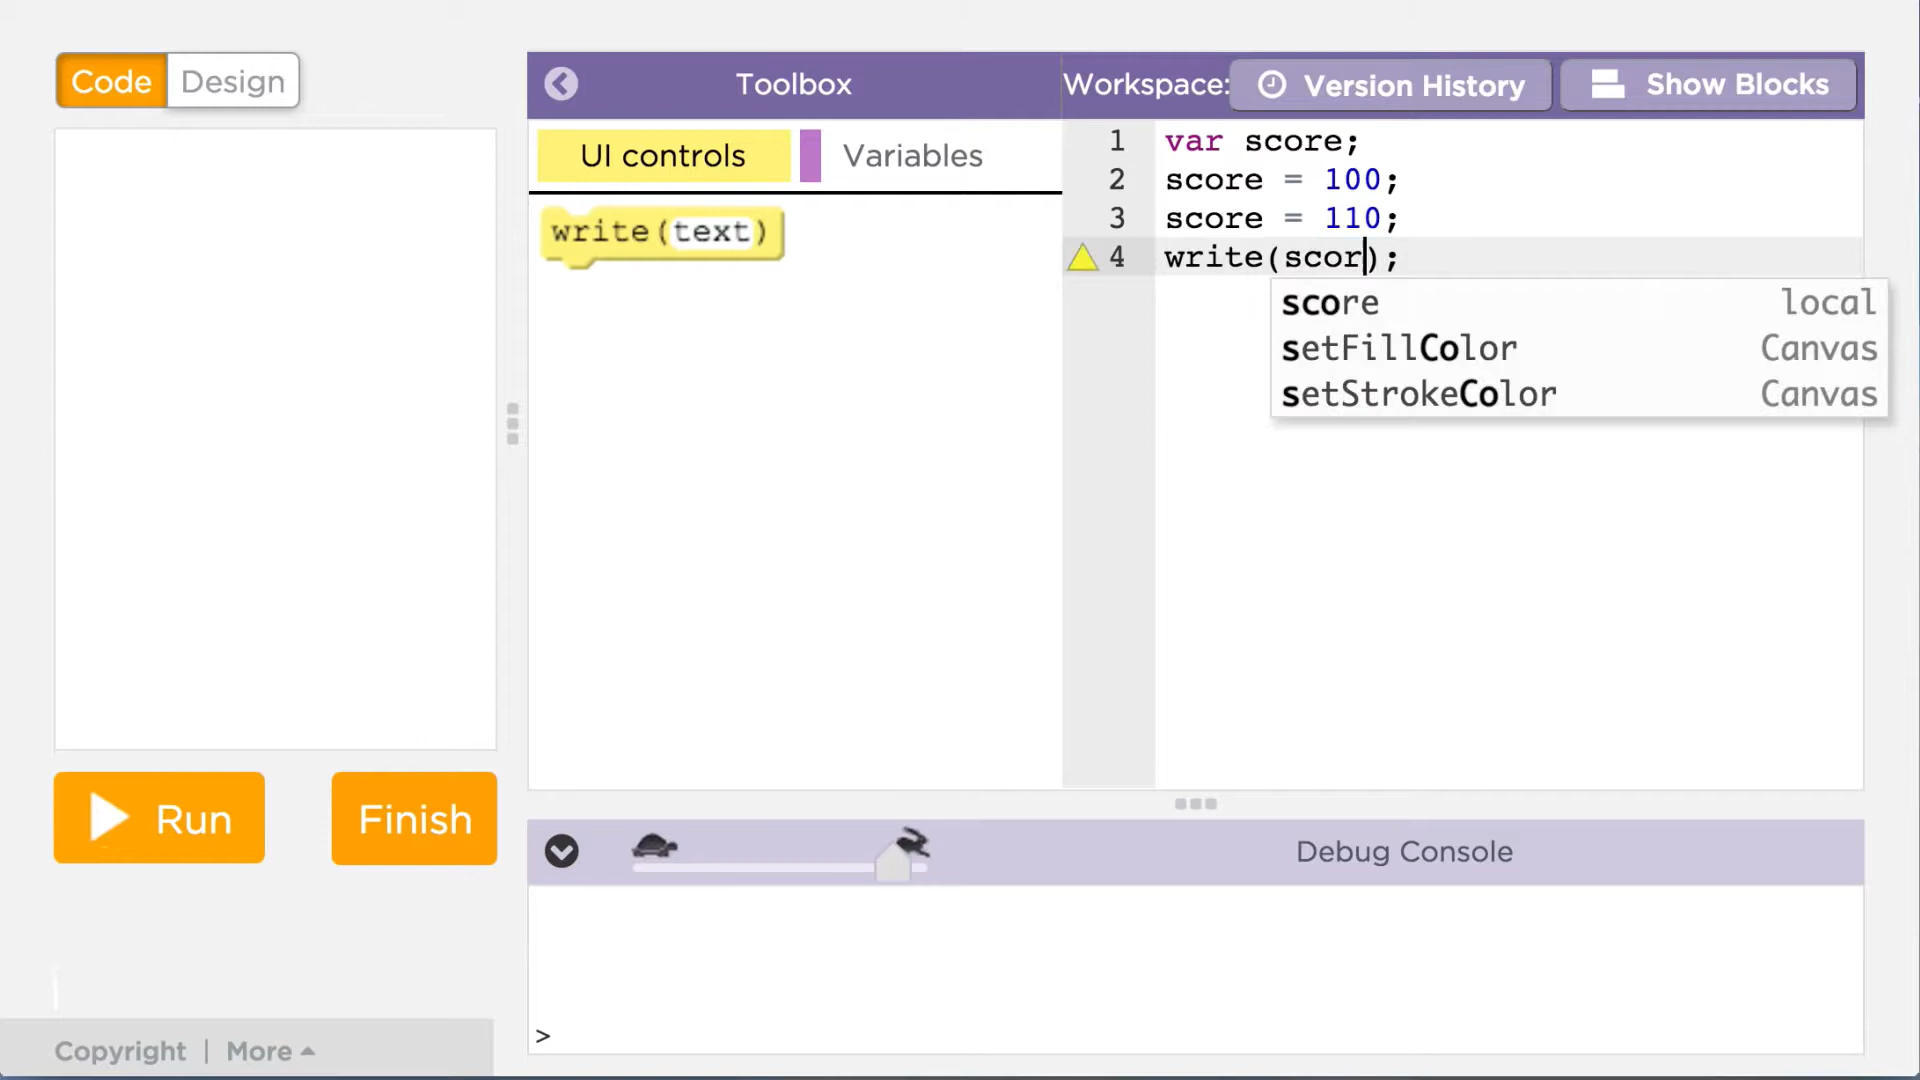 Code Design
Toolbox
Workspace: Version History Show Blocks
UI controls Variables
write(text)
1 var score;
2 score = 100;
3 score = 110;
4 write(scor);
score local
setFillColor Canvas
setStrokeColor Canvas
Run Finish
Debug Console
>
Copyright | More